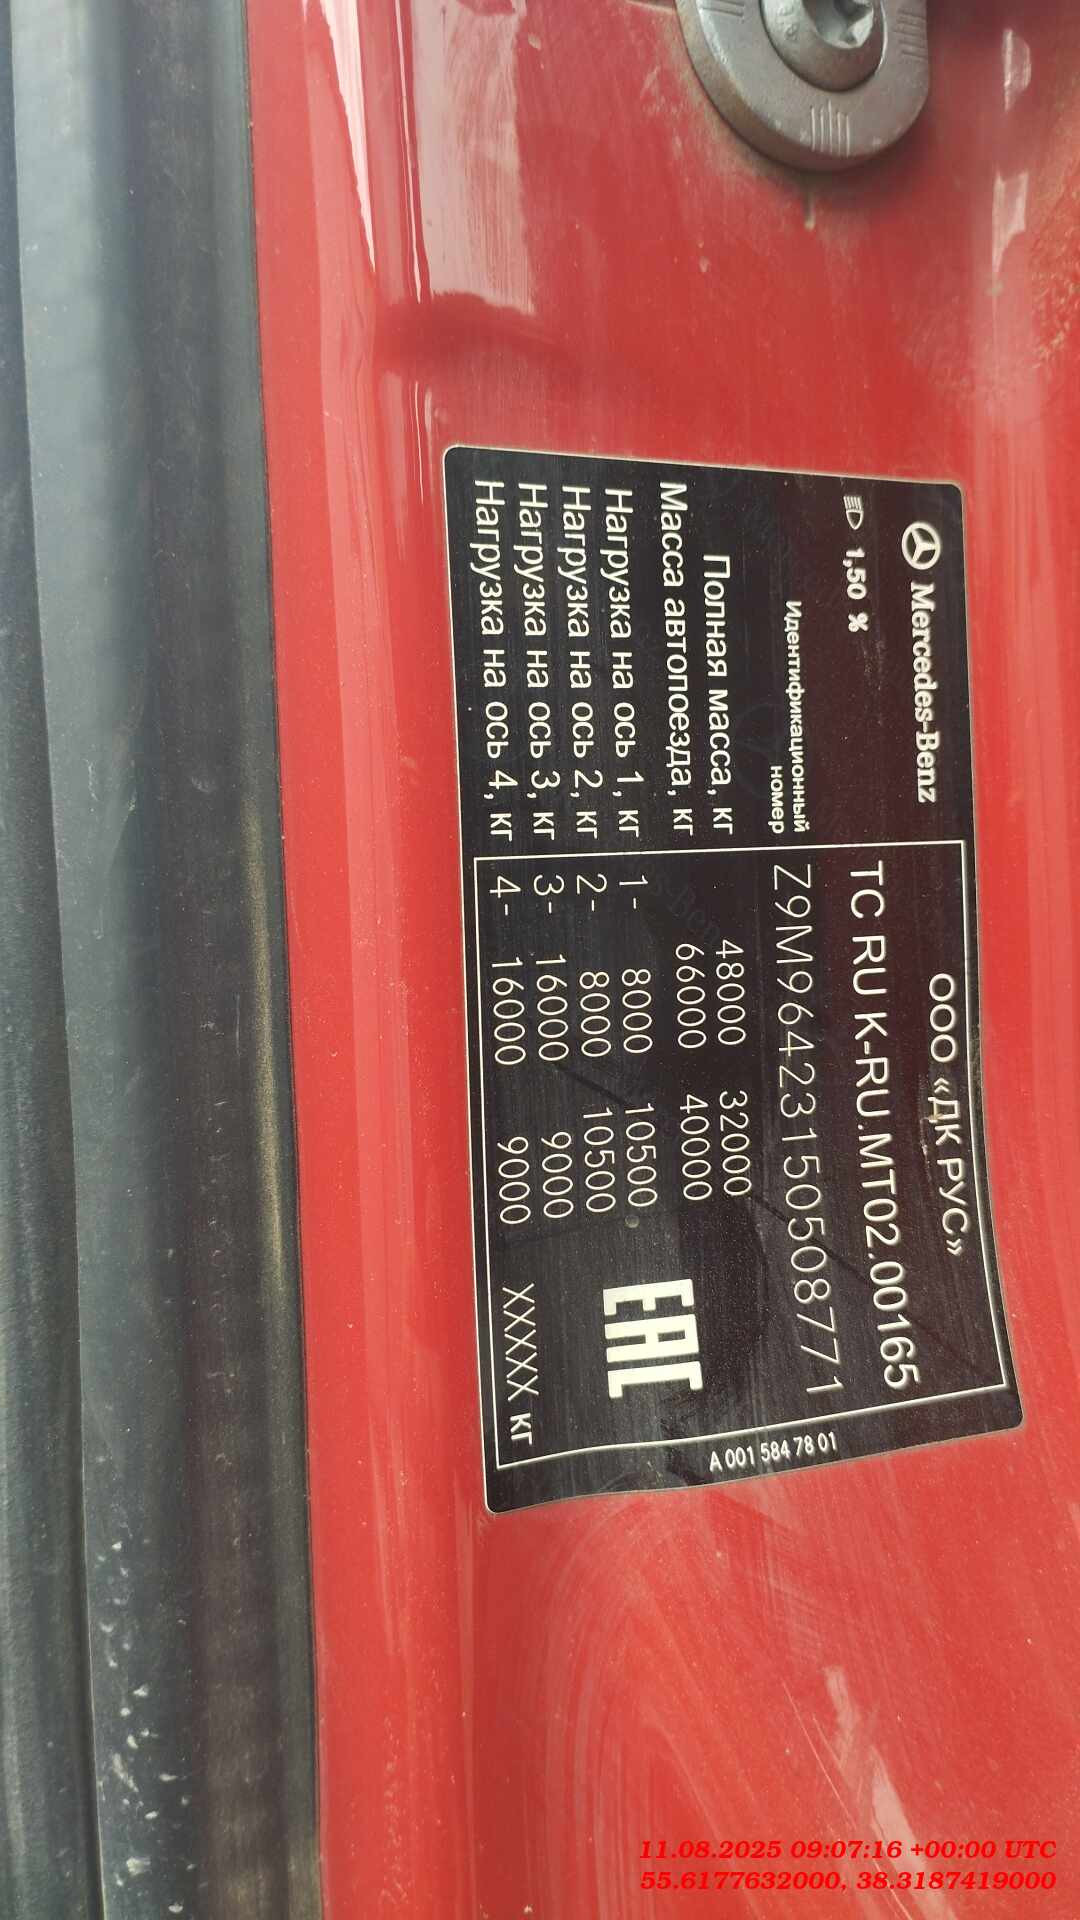 Mercedes-Benz
ООО «ДК РУС»
1,50 %
ТС RU К-RU.МТ02.00165
Идентификационный
номер
Z9M96423150508771
Полная масса, кг 48000 32000
Масса автопоезда, кг 66000 40000
Нагрузка на ось 1, кг 1- 8000 10500
Нагрузка на ось 2, кг 2- 8000 10500
Нагрузка на ось 3, кг 3- 16000 9000
Нагрузка на ось 4, кг 4- 16000 9000 XXXXX кг
ЕАС
A 001 584 78 01
11.08.2025 09:07:16 +00:00 UTC
55.6177632000, 38.3187419000